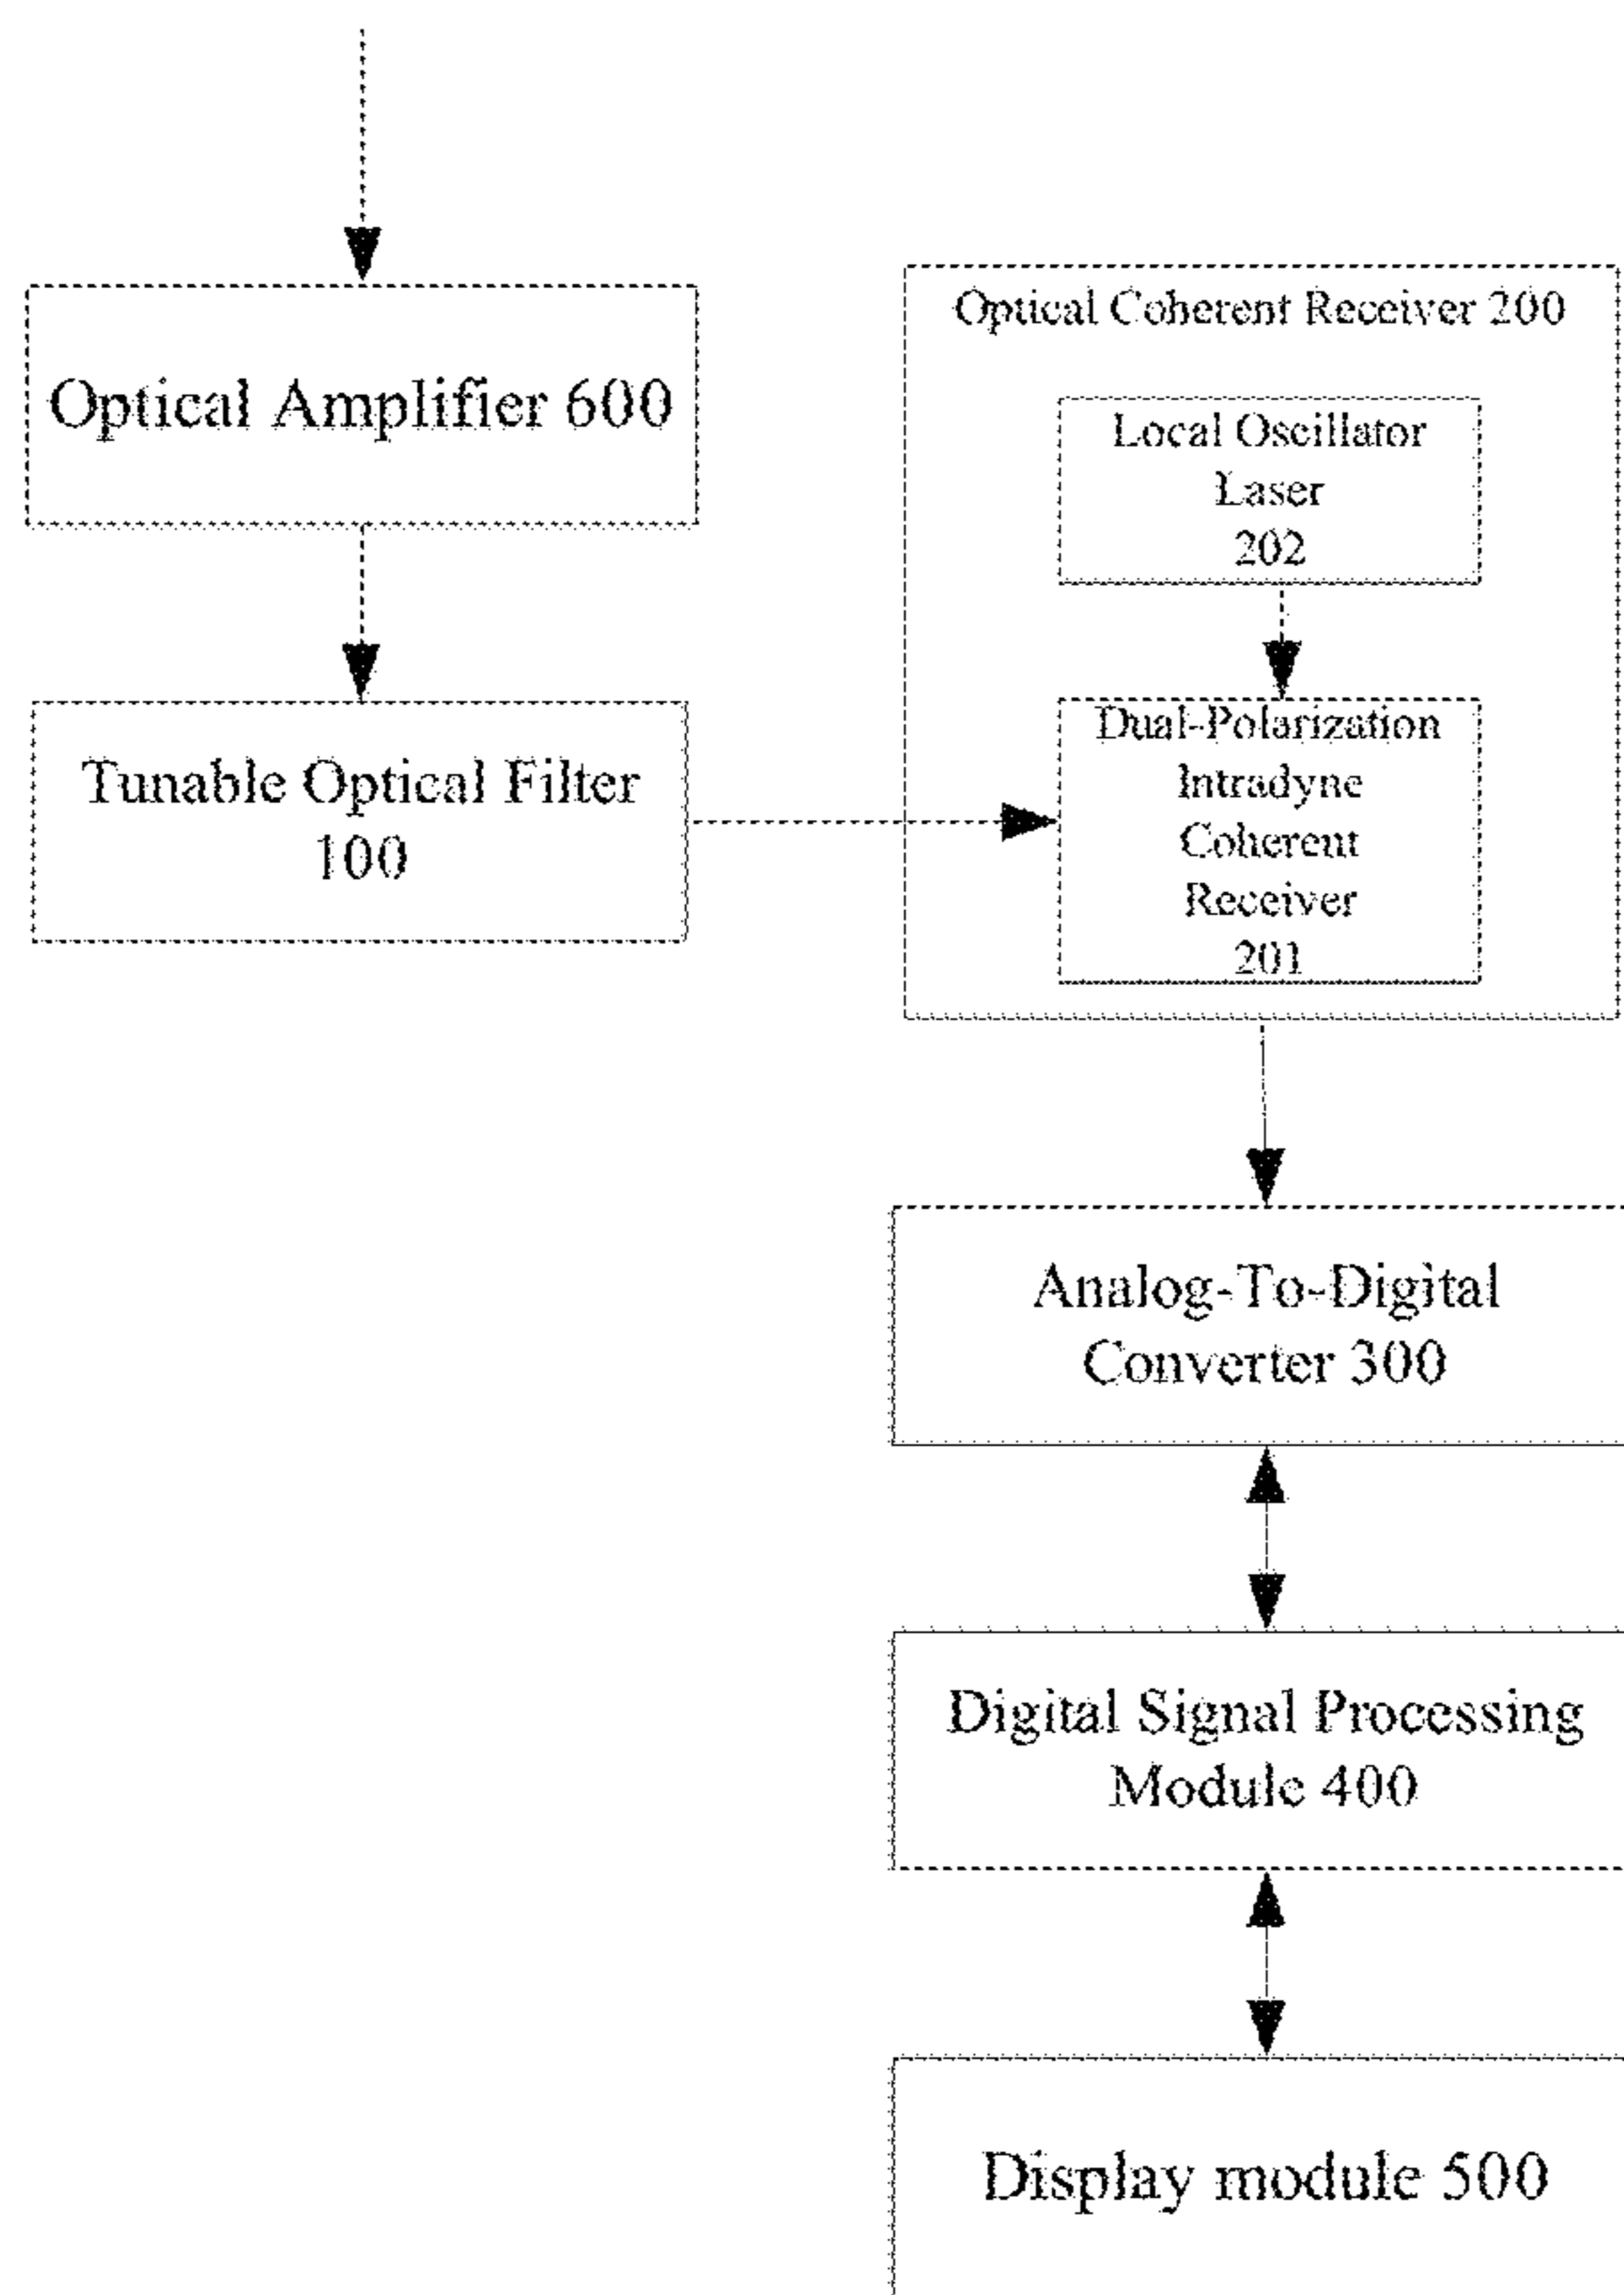 Optical Amplifier 600
Tunable Optical Filter
100
Optical Coherent Receiver 200
Local Oscillator
Laser
202
Dual-Polarization
Intradyne
Coherent
Receiver
201
Analog-To-Digital
Converter 300
Digital Signal Processing
Module 400
Display module 500